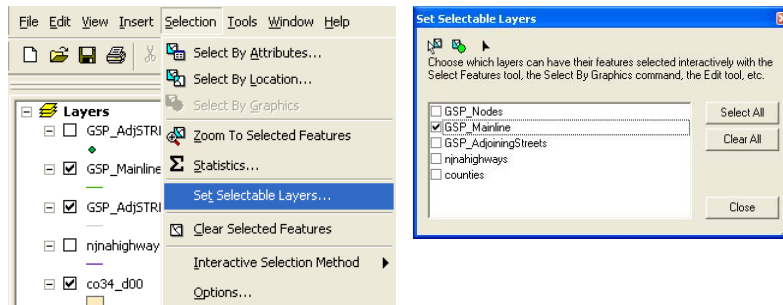 File Edit View Insert Selection Tools Window Help
Select By Attributes...
Select By Location...
Select By Graphics
Zoom To Selected Features
Σ Statistics...
Set Selectable Layers...
Clear Selected Features
Interactive Selection Method
Options...
Layers
GSP_AdjSTRI
GSP_Mainline
GSP_AdjSTRI
njnahighway
co34_d00
Set Selectable Layers
Choose which layers can have their features selected interactively with the
Select Features tool, the Select By Graphics command, the Edit tool, etc.
GSP_Nodes
GSP_Mainline
GSP_AdjoiningStreets
njnahighways
counties
Select All
Clear All
Close